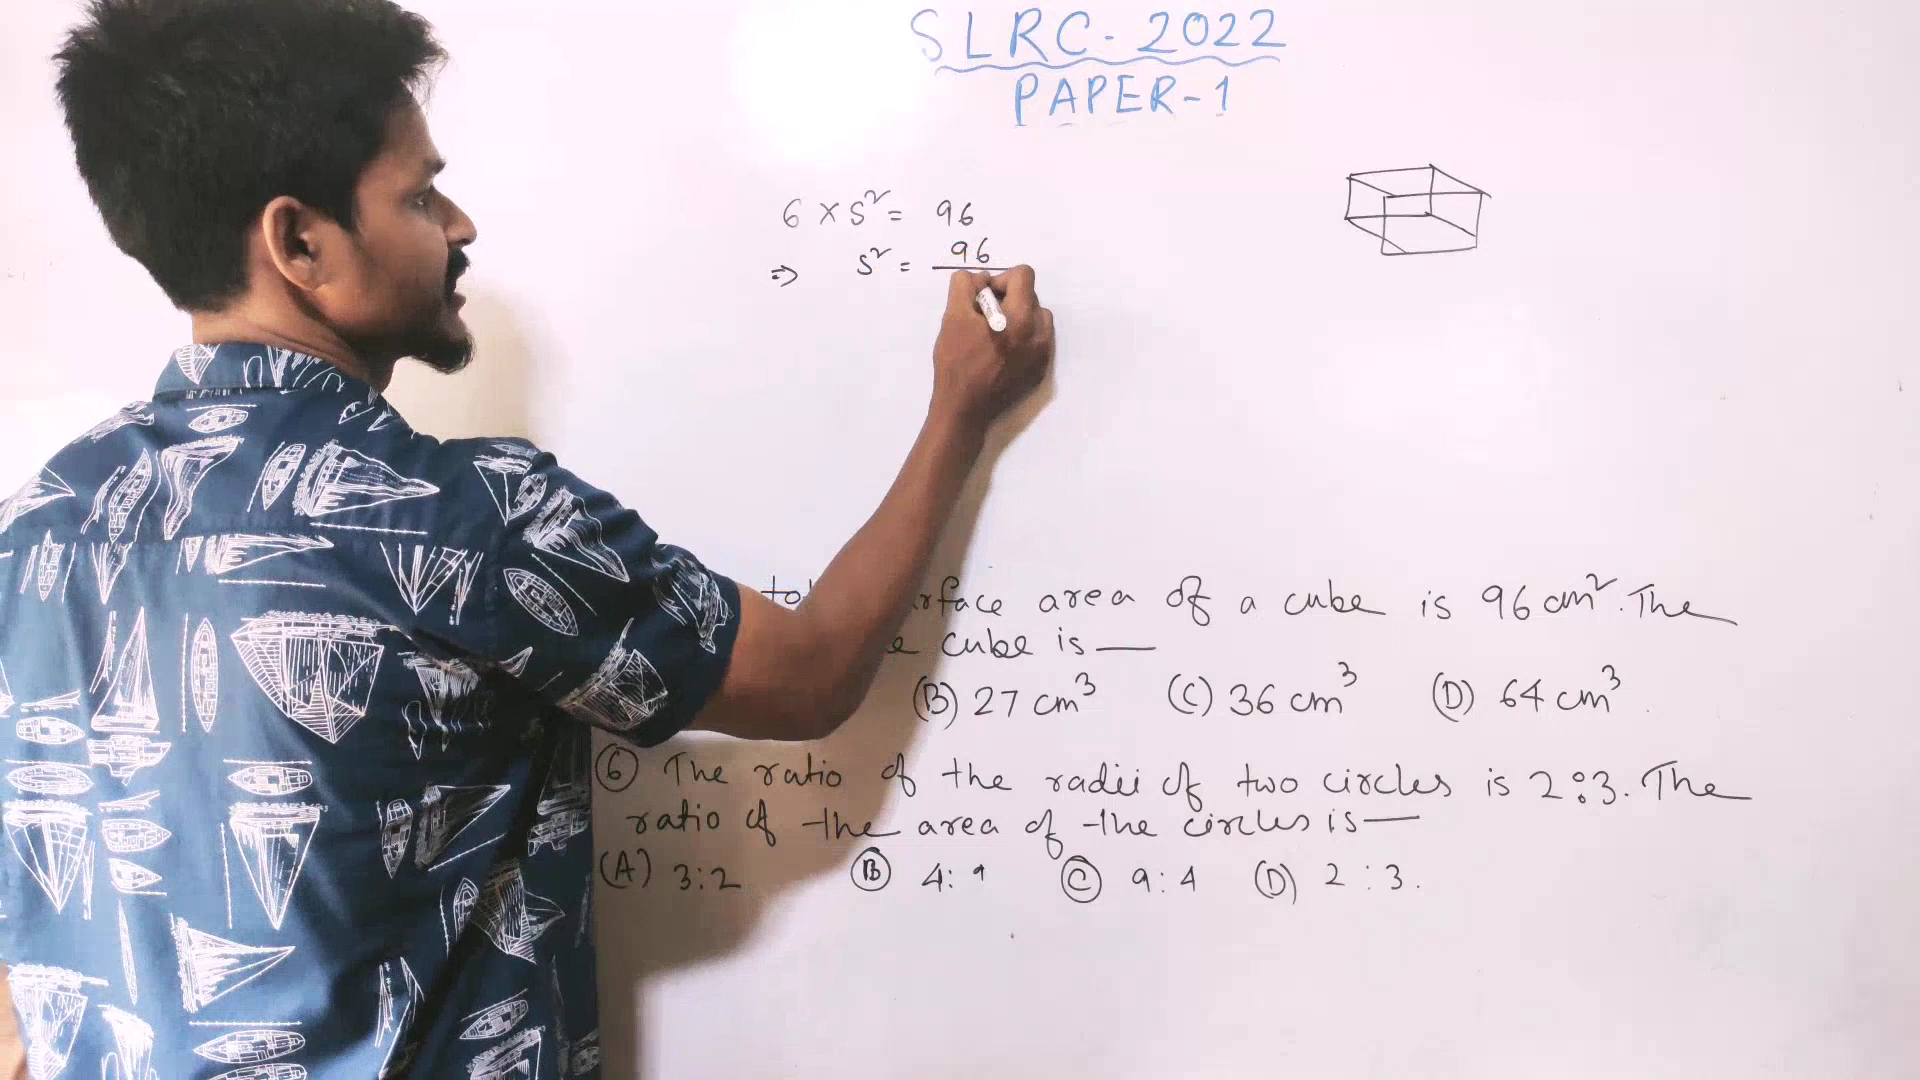 SLRC-2022
PAPER-1
6 × s² = 96
⇒ s² = 96
surface area of a cube is 96 cm². The
cube is —
(B) 27 cm³ (C) 36 cm³ (D) 64 cm³.
⑥ The ratio of the radii of two circles is 2:3. The
ratio of the area of the circles is —
(A) 3:2 Ⓑ 4:9 Ⓒ 9:4 (D) 2:3.